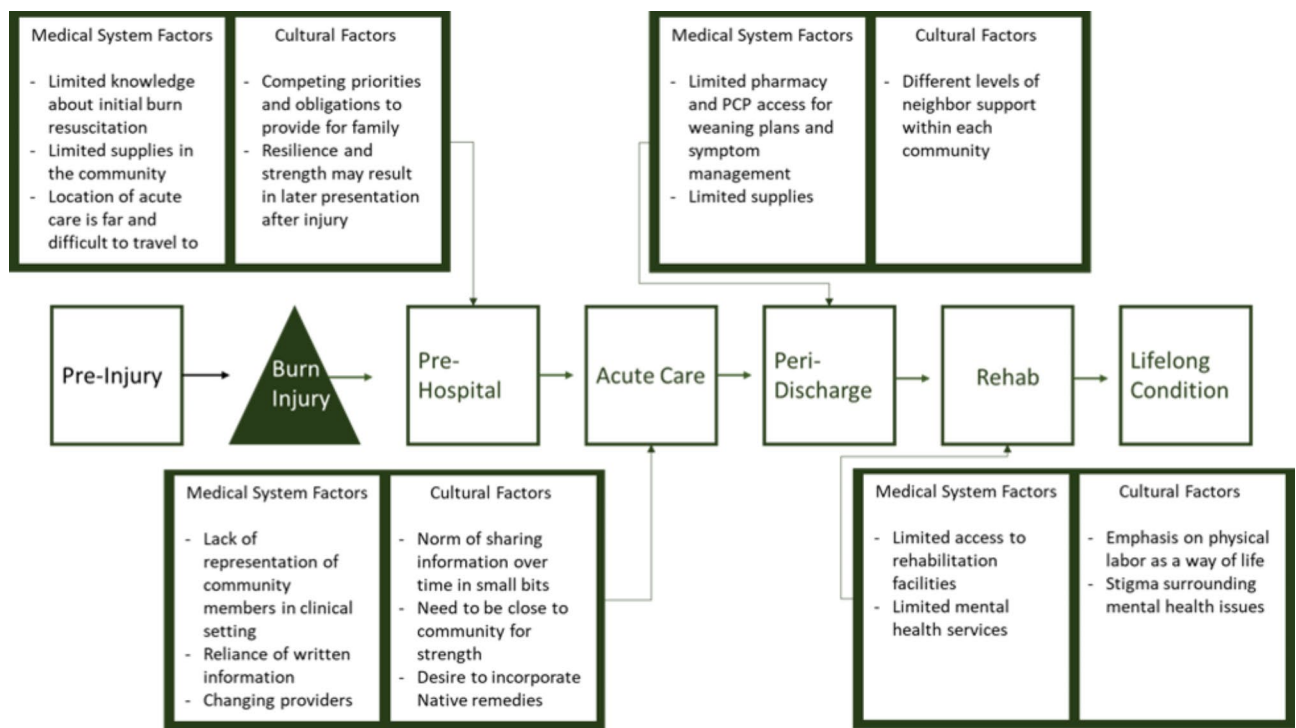 Medical System Factors
- Limited knowledge
about initial burn
resuscitation
- Limited supplies in
the community
- Location of acute
care is far and
difficult to travel to
Cultural Factors
- Competing priorities
and obligations to
provide for family
- Resilience and
strength may result
in later presentation
after injury
Medical System Factors
- Limited pharmacy
and PCP access for
weaning plans and
symptom
management
- Limited supplies
Cultural Factors
- Different levels of
neighbor support
within each
community
Pre-Injury
Burn
Injury
Pre-
Hospital
Acute Care
Peri-
Discharge
Rehab
Lifelong
Condition
Medical System Factors
- Lack of
representation of
community
members in clinical
setting
- Reliance of written
information
- Changing providers
Cultural Factors
- Norm of sharing
information over
time in small bits
- Need to be close to
community for
strength
- Desire to incorporate
Native remedies
Medical System Factors
- Limited access to
rehabilitation
facilities
- Limited mental
health services
Cultural Factors
- Emphasis on physical
labor as a way of life
- Stigma surrounding
mental health issues